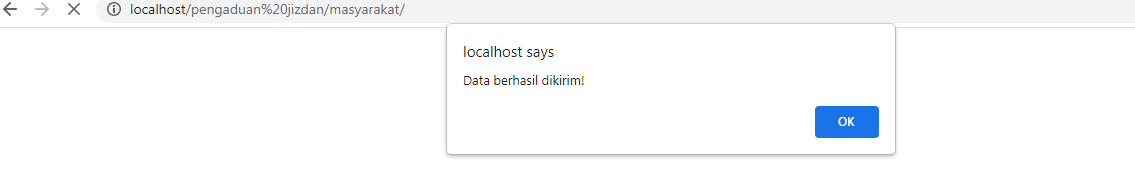 localhost/pengaduan%20jizdan/masyarakat/
localhost says
Data berhasil dikirim!
OK